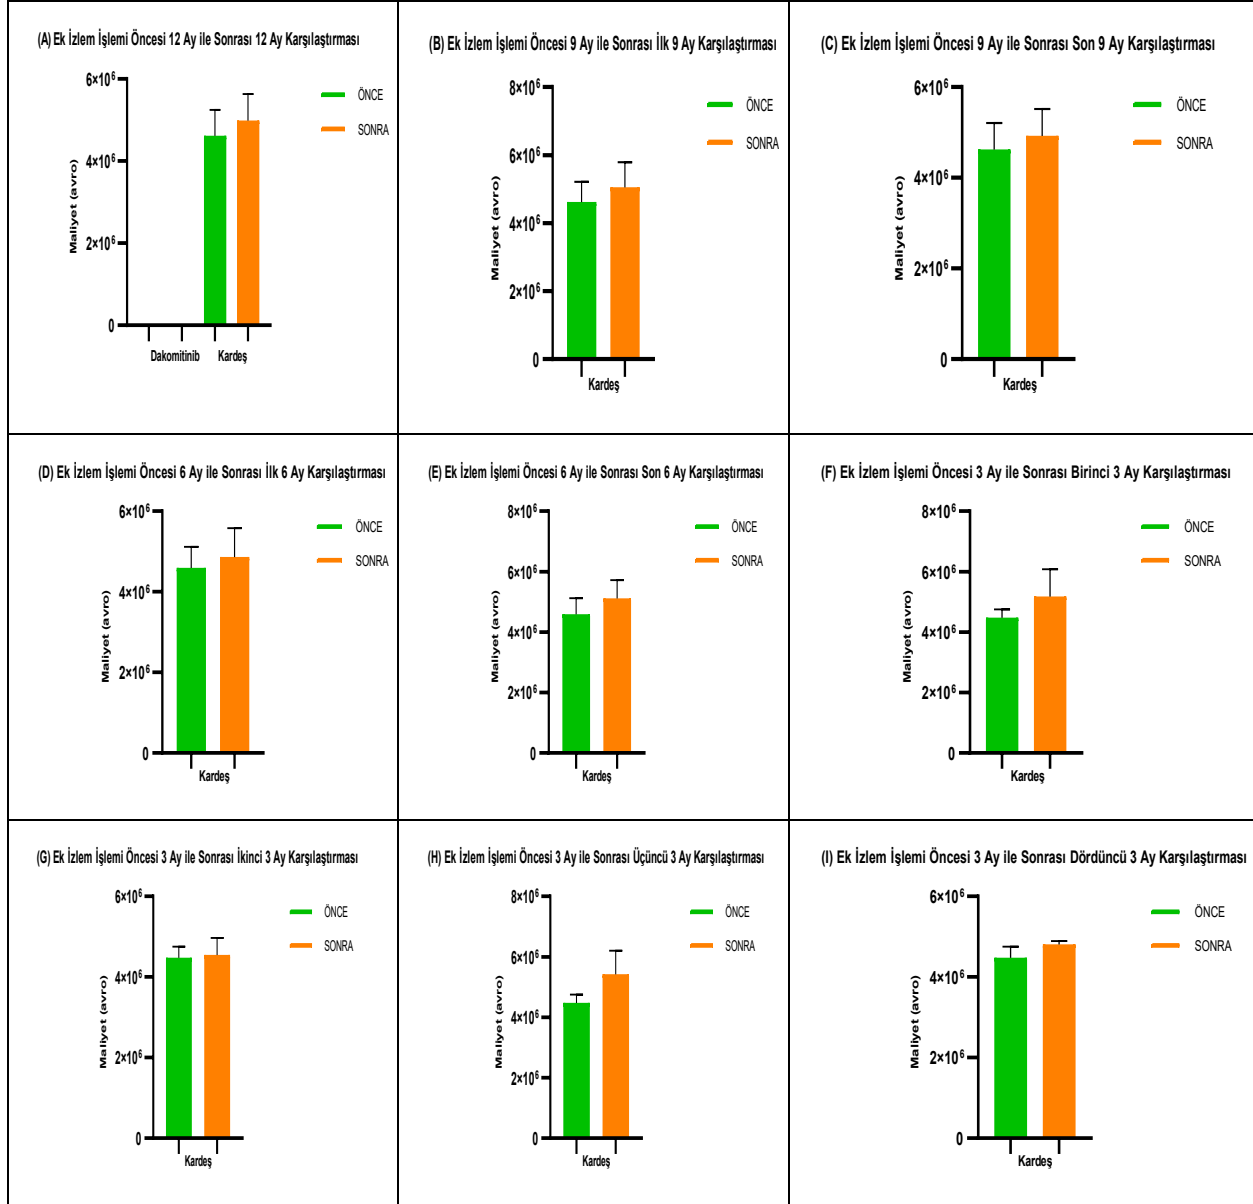 (A) Ek İzlem İşlemi Öncesi 12 Ay ile Sonrası 12 Ay Karşılaştırması
6×10⁶
4×10⁶
2×10⁶
0
Maliyet (avro)
Dakomitinib Kardeş
ÖNCE
SONRA
(B) Ek İzlem İşlemi Öncesi 9 Ay ile Sonrası İlk 9 Ay Karşılaştırması
8×10⁶
6×10⁶
4×10⁶
2×10⁶
0
Maliyet (avro)
Kardeş
ÖNCE
SONRA
(C) Ek İzlem İşlemi Öncesi 9 Ay ile Sonrası Son 9 Ay Karşılaştırması
6×10⁶
4×10⁶
2×10⁶
0
Maliyet (avro)
Kardeş
ÖNCE
SONRA
(D) Ek İzlem İşlemi Öncesi 6 Ay ile Sonrası İlk 6 Ay Karşılaştırması
6×10⁶
4×10⁶
2×10⁶
0
Maliyet (avro)
Kardeş
ÖNCE
SONRA
(E) Ek İzlem İşlemi Öncesi 6 Ay ile Sonrası Son 6 Ay Karşılaştırması
8×10⁶
6×10⁶
4×10⁶
2×10⁶
0
Maliyet (avro)
Kardeş
ÖNCE
SONRA
(F) Ek İzlem İşlemi Öncesi 3 Ay ile Sonrası Birinci 3 Ay Karşılaştırması
8×10⁶
6×10⁶
4×10⁶
2×10⁶
0
Maliyet (avro)
Kardeş
ÖNCE
SONRA
(G) Ek İzlem İşlemi Öncesi 3 Ay ile Sonrası İkinci 3 Ay Karşılaştırması
6×10⁶
4×10⁶
2×10⁶
0
Maliyet (avro)
Kardeş
ÖNCE
SONRA
(H) Ek İzlem İşlemi Öncesi 3 Ay ile Sonrası Üçüncü 3 Ay Karşılaştırması
8×10⁶
6×10⁶
4×10⁶
2×10⁶
0
Maliyet (avro)
Kardeş
ÖNCE
SONRA
(I) Ek İzlem İşlemi Öncesi 3 Ay ile Sonrası Dördüncü 3 Ay Karşılaştırması
6×10⁶
4×10⁶
2×10⁶
0
Maliyet (avro)
Kardeş
ÖNCE
SONRA